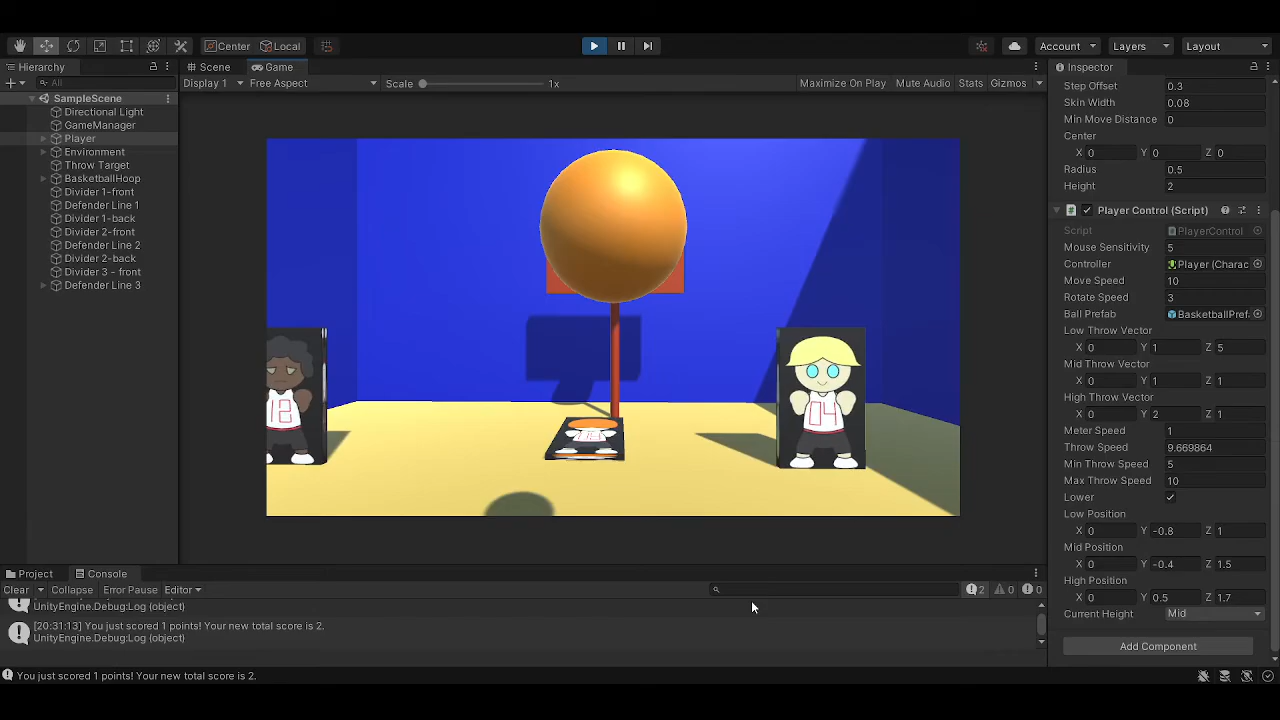 Center Local
Account Layers Layout
Hierarchy Scene Game Inspector
All Display 1 Free Aspect Scale 1x Maximize On Play Mute Audio Stats Gizmos
SampleScene
Directional Light
GameManager
Player
Environment
Throw Target
BasketballHoop
Divider 1-front
Defender Line 1
Divider 1-back
Divider 2-front
Defender Line 2
Divider 2-back
Divider 3 - front
Defender Line 3
12
04
Step Offset 0.3
Skin Width 0.08
Min Move Distance 0
Center
X 0 Y 0 Z 0
Radius 0.5
Height 2
Player Control (Script)
Script PlayerControl
Mouse Sensitivity 5
Controller Player (Charac
Move Speed 10
Rotate Speed 3
Ball Prefab BasketballPref
Low Throw Vector
X 0 Y 1 Z 5
Mid Throw Vector
X 0 Y 1 Z 1
High Throw Vector
X 0 Y 2 Z 1
Meter Speed 1
Throw Speed 9.669864
Min Throw Speed 5
Max Throw Speed 10
Lower
Low Position
X 0 Y -0.8 Z 1
Mid Position
X 0 Y -0.4 Z 1.5
High Position
X 0 Y 0.5 Z 1.7
Current Height Mid
Add Component
Project Console
Clear Collapse Error Pause Editor 2 0 0
UnityEngine.Debug:Log (object)
[20:31:13] You just scored 1 points! Your new total score is 2.
UnityEngine.Debug:Log (object)
You just scored 1 points! Your new total score is 2.